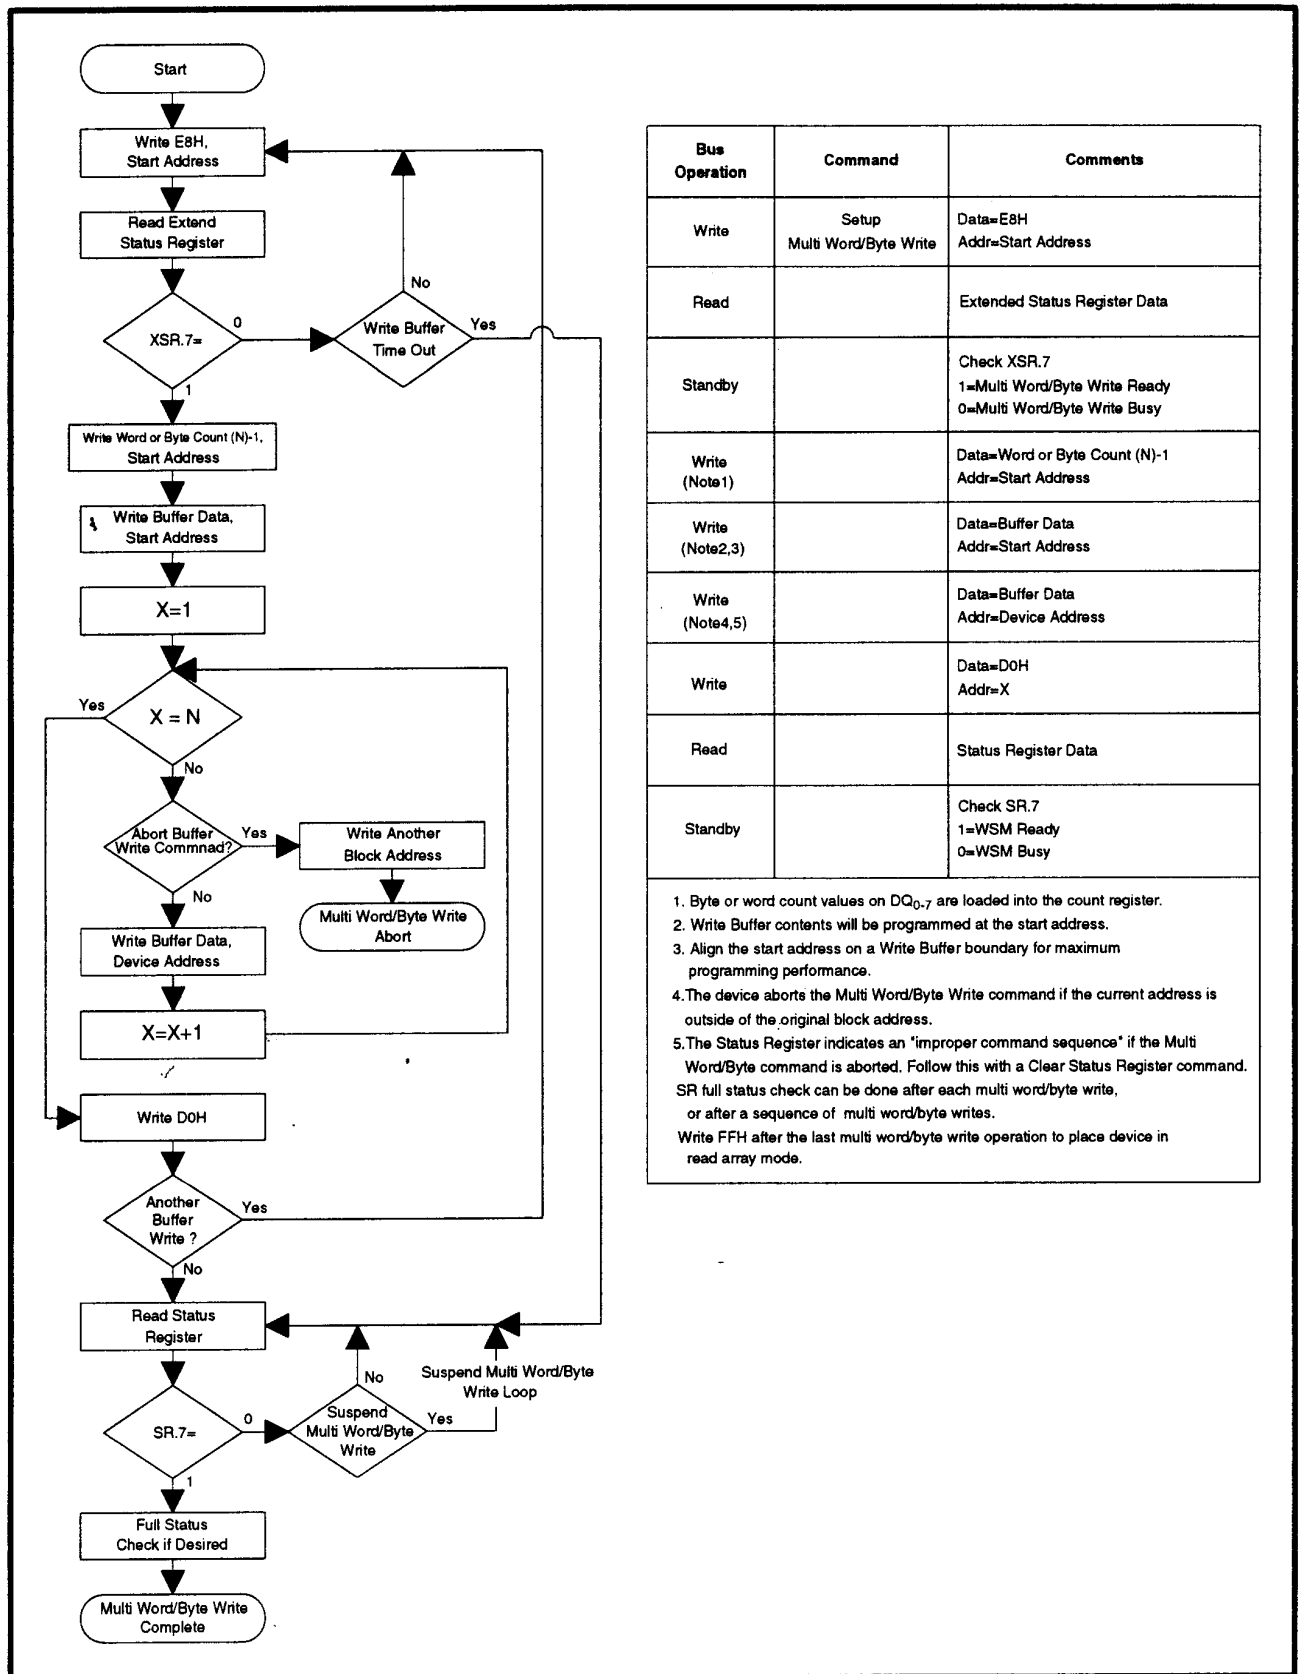 Start
Write E8H,
Start Address
Read Extend
Status Register
XSR.7=
0
1
Write Buffer
Time Out
No
Yes
Write Word or Byte Count (N)-1,
Start Address
Write Buffer Data,
Start Address
X=1
X = N
Yes
No
Abort Buffer
Write Commnad?
Yes
No
Write Another
Block Address
Multi Word/Byte Write
Abort
Write Buffer Data,
Device Address
X=X+1
Write D0H
Another
Buffer
Write ?
Yes
No
Read Status
Register
SR.7=
0
1
Suspend
Multi Word/Byte
Write
No
Yes
Suspend Multi Word/Byte
Write Loop
Full Status
Check if Desired
Multi Word/Byte Write
Complete
Bus
Operation
Command
Comments
Write
Setup
Multi Word/Byte Write
Data=E8H
Addr=Start Address
Read
Extended Status Register Data
Standby
Check XSR.7
1=Multi Word/Byte Write Ready
0=Multi Word/Byte Write Busy
Write
(Note1)
Data=Word or Byte Count (N)-1
Addr=Start Address
Write
(Note2,3)
Data=Buffer Data
Addr=Start Address
Write
(Note4,5)
Data=Buffer Data
Addr=Device Address
Write
Data=D0H
Addr=X
Read
Status Register Data
Standby
Check SR.7
1=WSM Ready
0=WSM Busy
1. Byte or word count values on DQ0-7 are loaded into the count register.
2. Write Buffer contents will be programmed at the start address.
3. Align the start address on a Write Buffer boundary for maximum
programming performance.
4.The device aborts the Multi Word/Byte Write command if the current address is
outside of the original block address.
5.The Status Register indicates an "improper command sequence" if the Multi
Word/Byte command is aborted. Follow this with a Clear Status Register command.
SR full status check can be done after each multi word/byte write,
or after a sequence of multi word/byte writes.
Write FFH after the last multi word/byte write operation to place device in
read array mode.